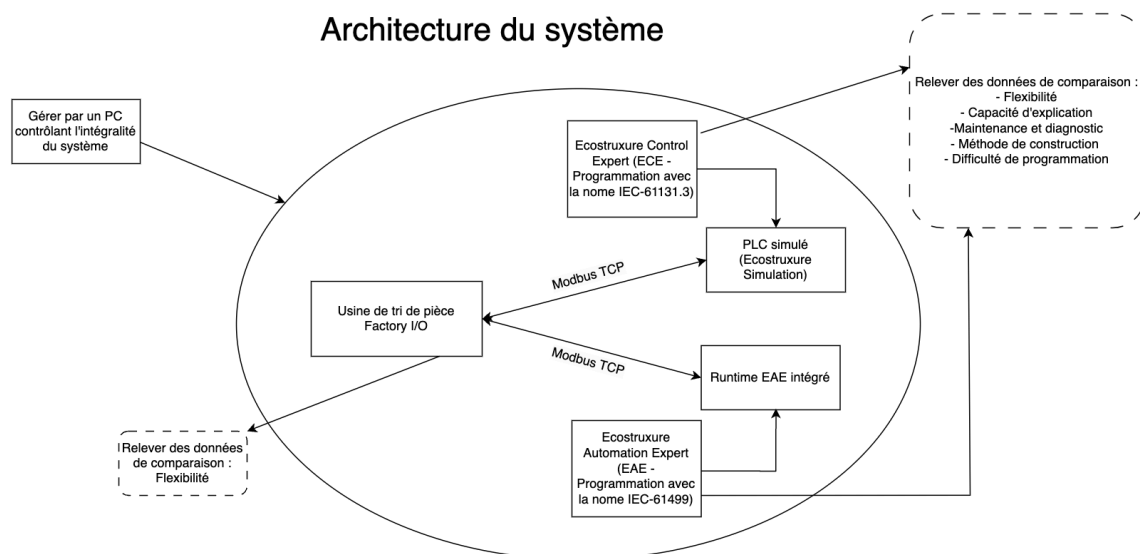 Architecture du système
Gérer par un PC
contrôlant l'intégralité
du système
Relever des données de comparaison :
- Flexibilité
- Capacité d'explication
-Maintenance et diagnostic
- Méthode de construction
- Difficulté de programmation
Ecostruxure Control
Expert (ECE -
Programmation avec
la nome IEC-61131.3)
PLC simulé
(Ecostruxure
Simulation)
Modbus TCP
Usine de tri de pièce
Factory I/O
Modbus TCP
Runtime EAE intégré
Relever des données
de comparaison :
Flexibilité
Ecostruxure
Automation Expert
(EAE -
Programmation avec
la nome IEC-61499)